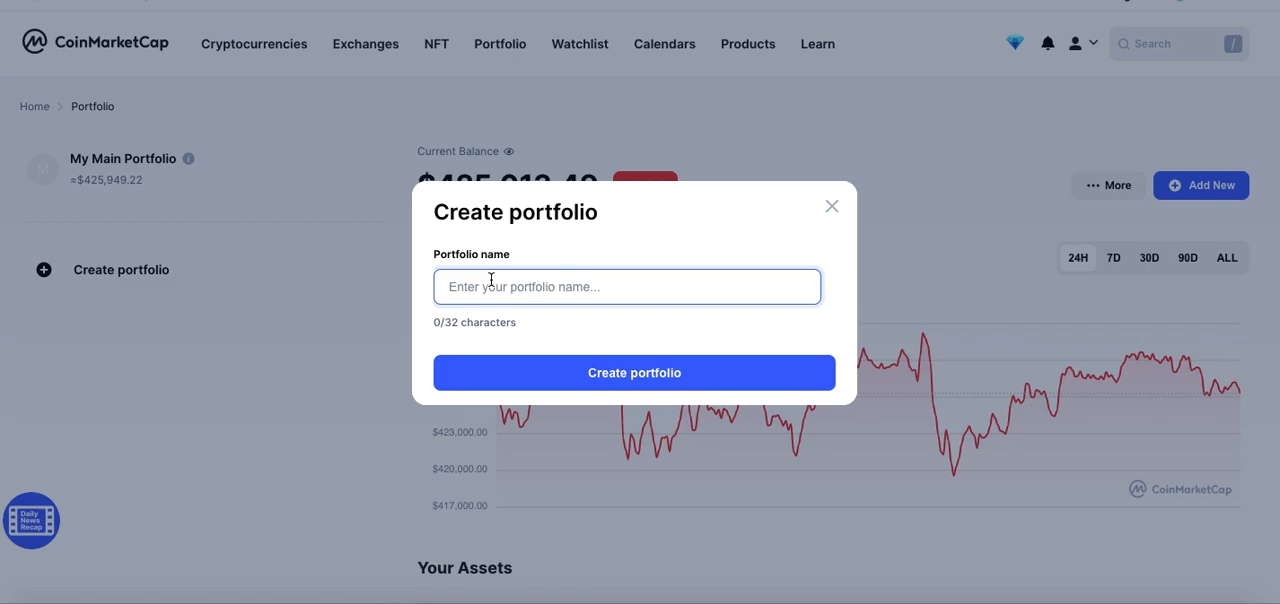 CoinMarketCap
Cryptocurrencies Exchanges NFT Portfolio Watchlist Calendars Products Learn
Search /
Home > Portfolio
My Main Portfolio
≈$425,949.22
Current Balance
More
Add New
Create portfolio
Portfolio name
Enter your portfolio name...
0/32 characters
Create portfolio
Create portfolio
24H 7D 30D 90D ALL
$423,000.00
$420,000.00
$417,000.00
CoinMarketCap
Daily
News
Recap
Your Assets